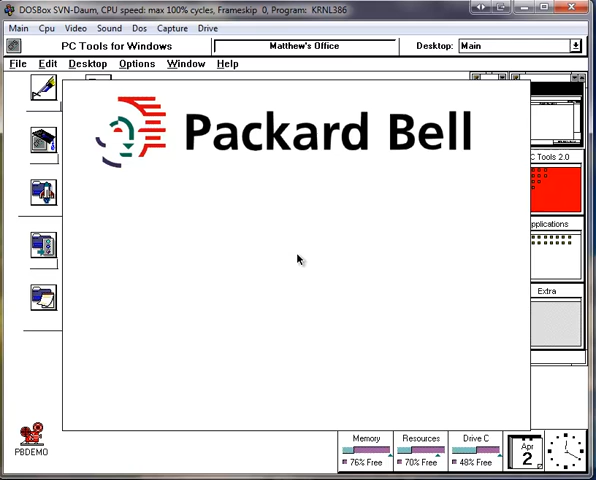 DOSBox SVN-Daum, CPU speed: max 100% cycles, Frameskip 0, Program: KRNL386
Main Cpu Video Sound Dos Capture Drive
PC Tools for Windows Matthew's Office Desktop: Main
File Edit Desktop Options Window Help
Packard Bell
C Tools 2.0
pplications
Extra
PBDEMO
Memory Resources Drive C
76% Free 70% Free 48% Free
Apr
2